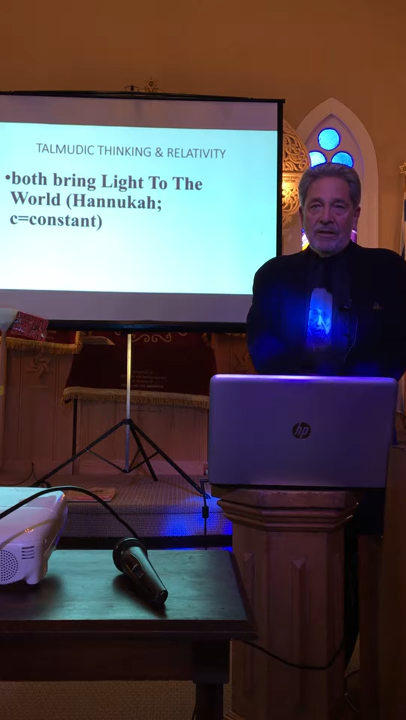 TALMUDIC THINKING & RELATIVITY
•both bring Light To The
World (Hannukah;
c=constant)
hp